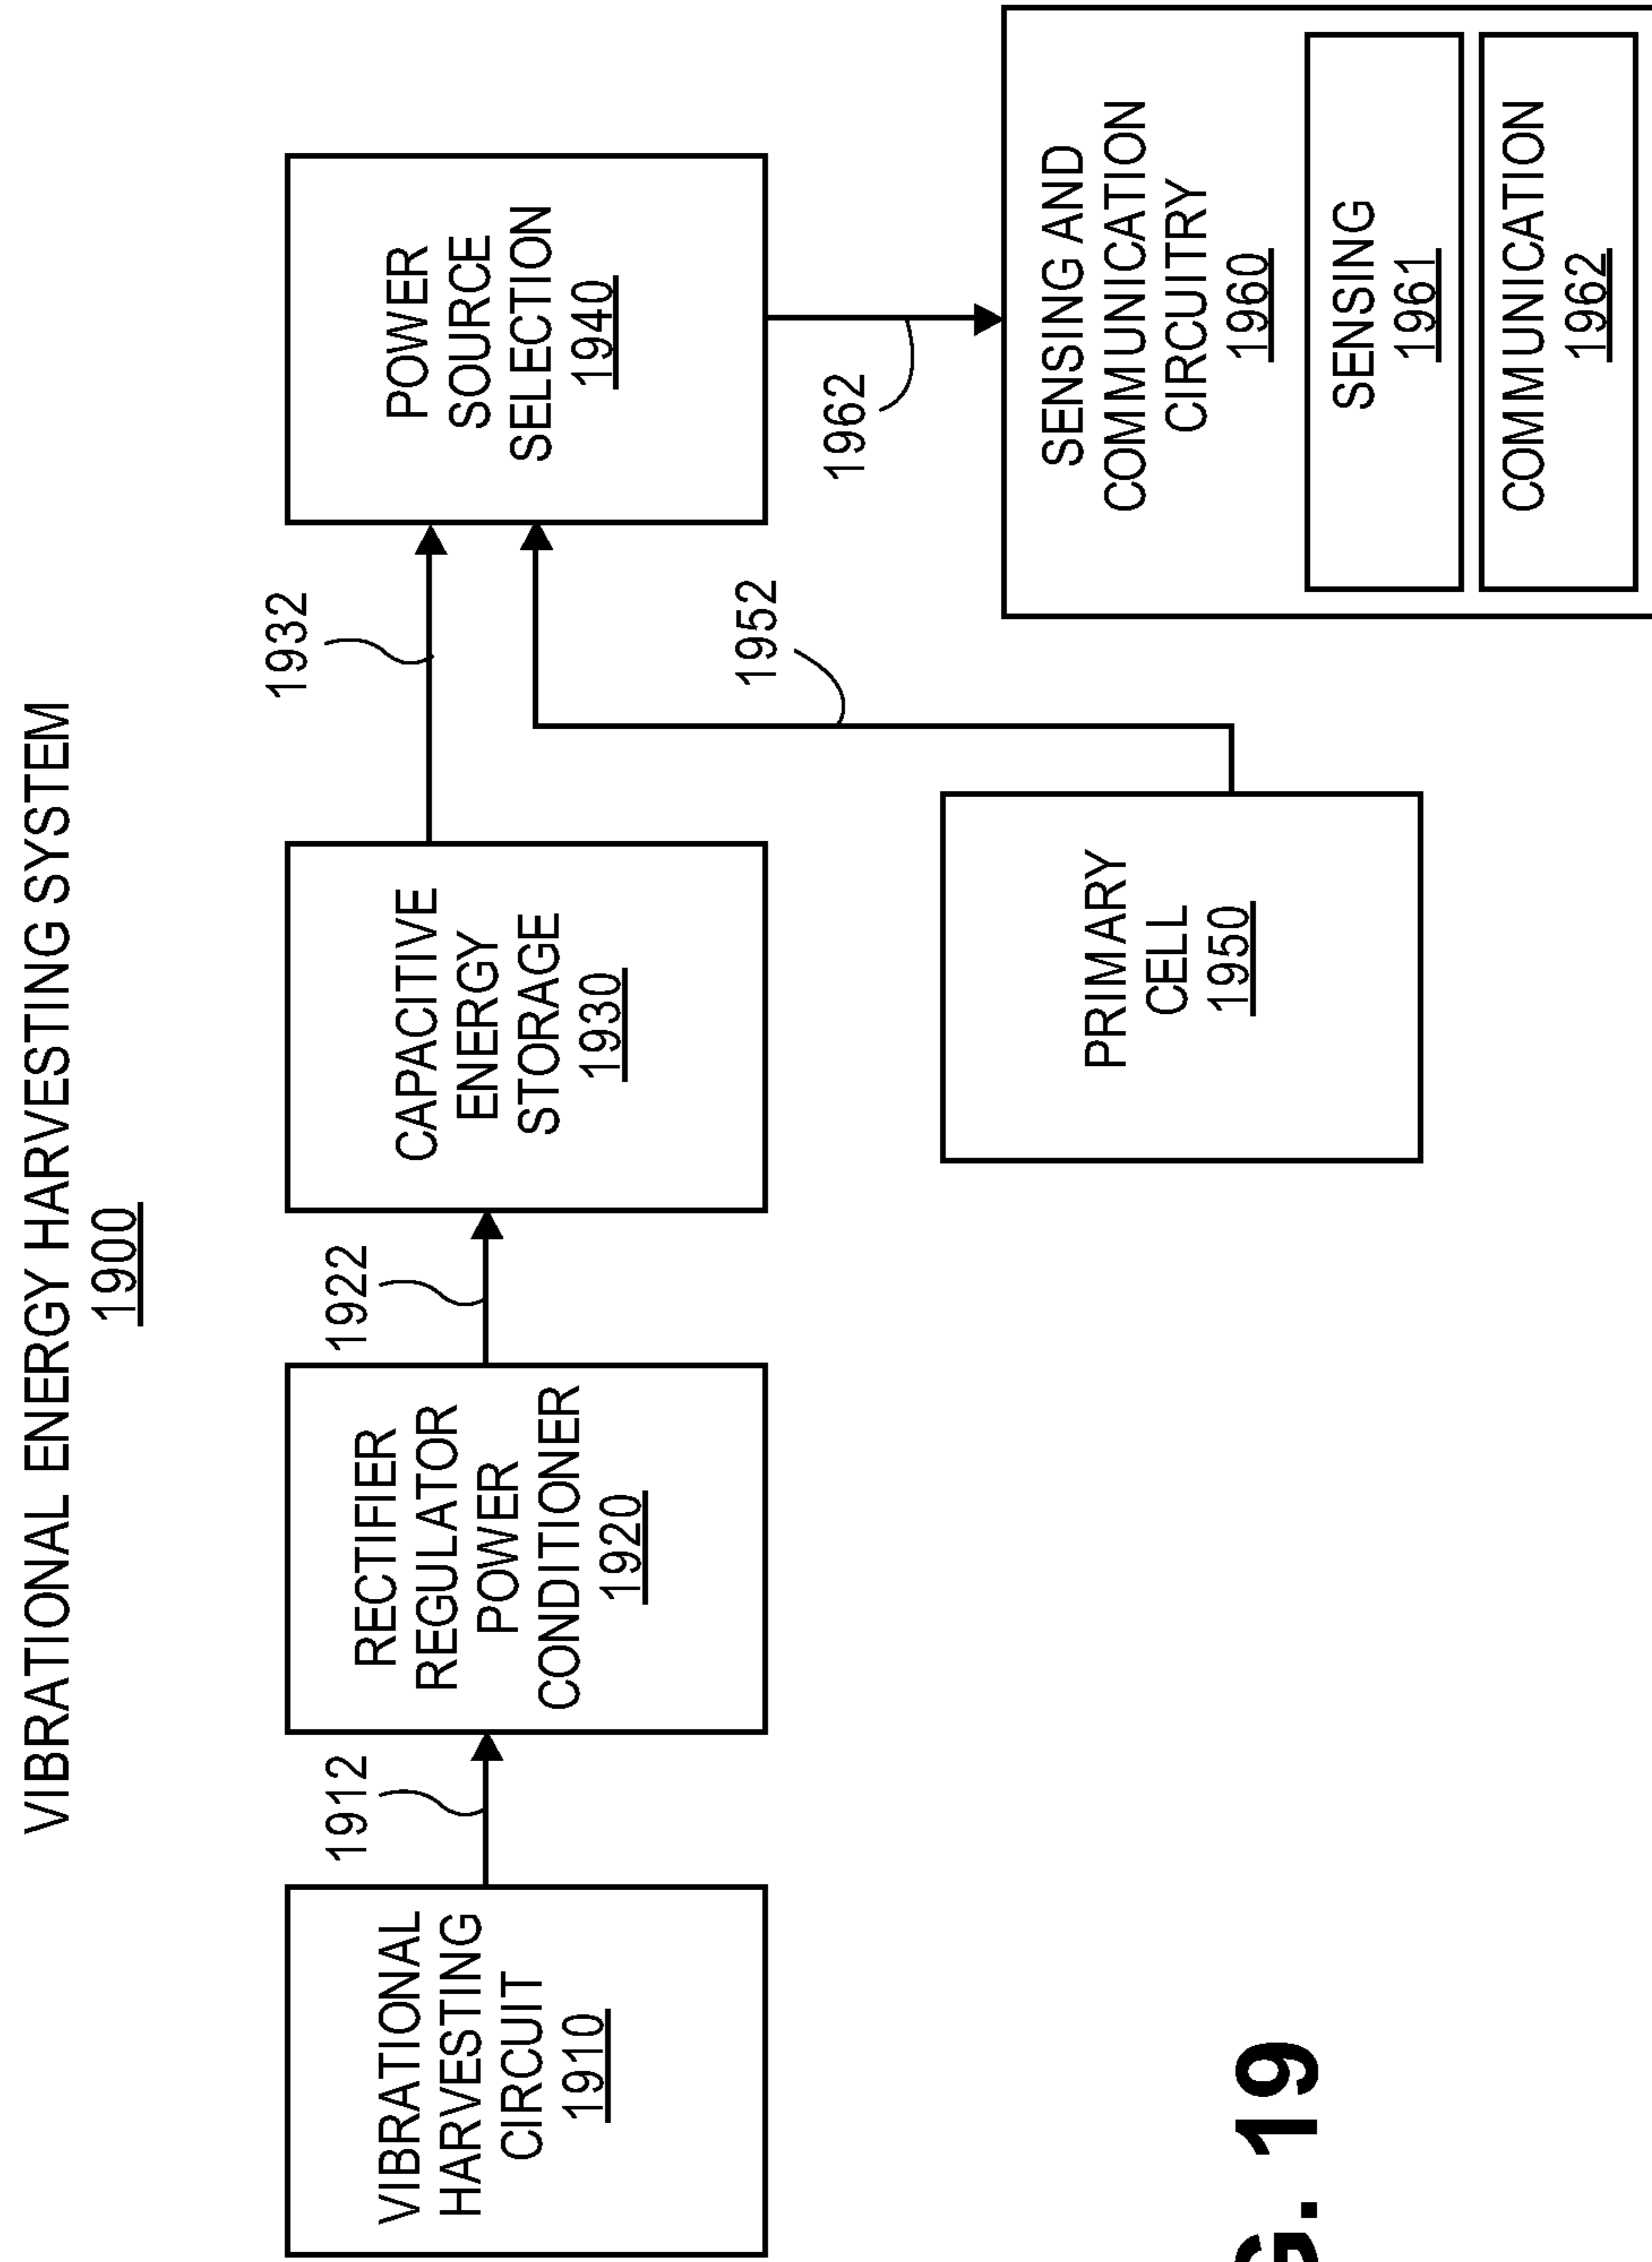 VIBRATIONAL ENERGY HARVESTING SYSTEM
1900
VIBRATIONAL
HARVESTING
CIRCUIT
1910
1912
RECTIFIER
REGULATOR
POWER
CONDITIONER
1920
1922
CAPACITIVE
ENERGY
STORAGE
1930
1932
POWER
SOURCE
SELECTION
1940
PRIMARY
CELL
1950
1952
1962
SENSING AND
COMMUNICATION
CIRCUITRY
1960
SENSING
1961
COMMUNICATION
1962
G. 19